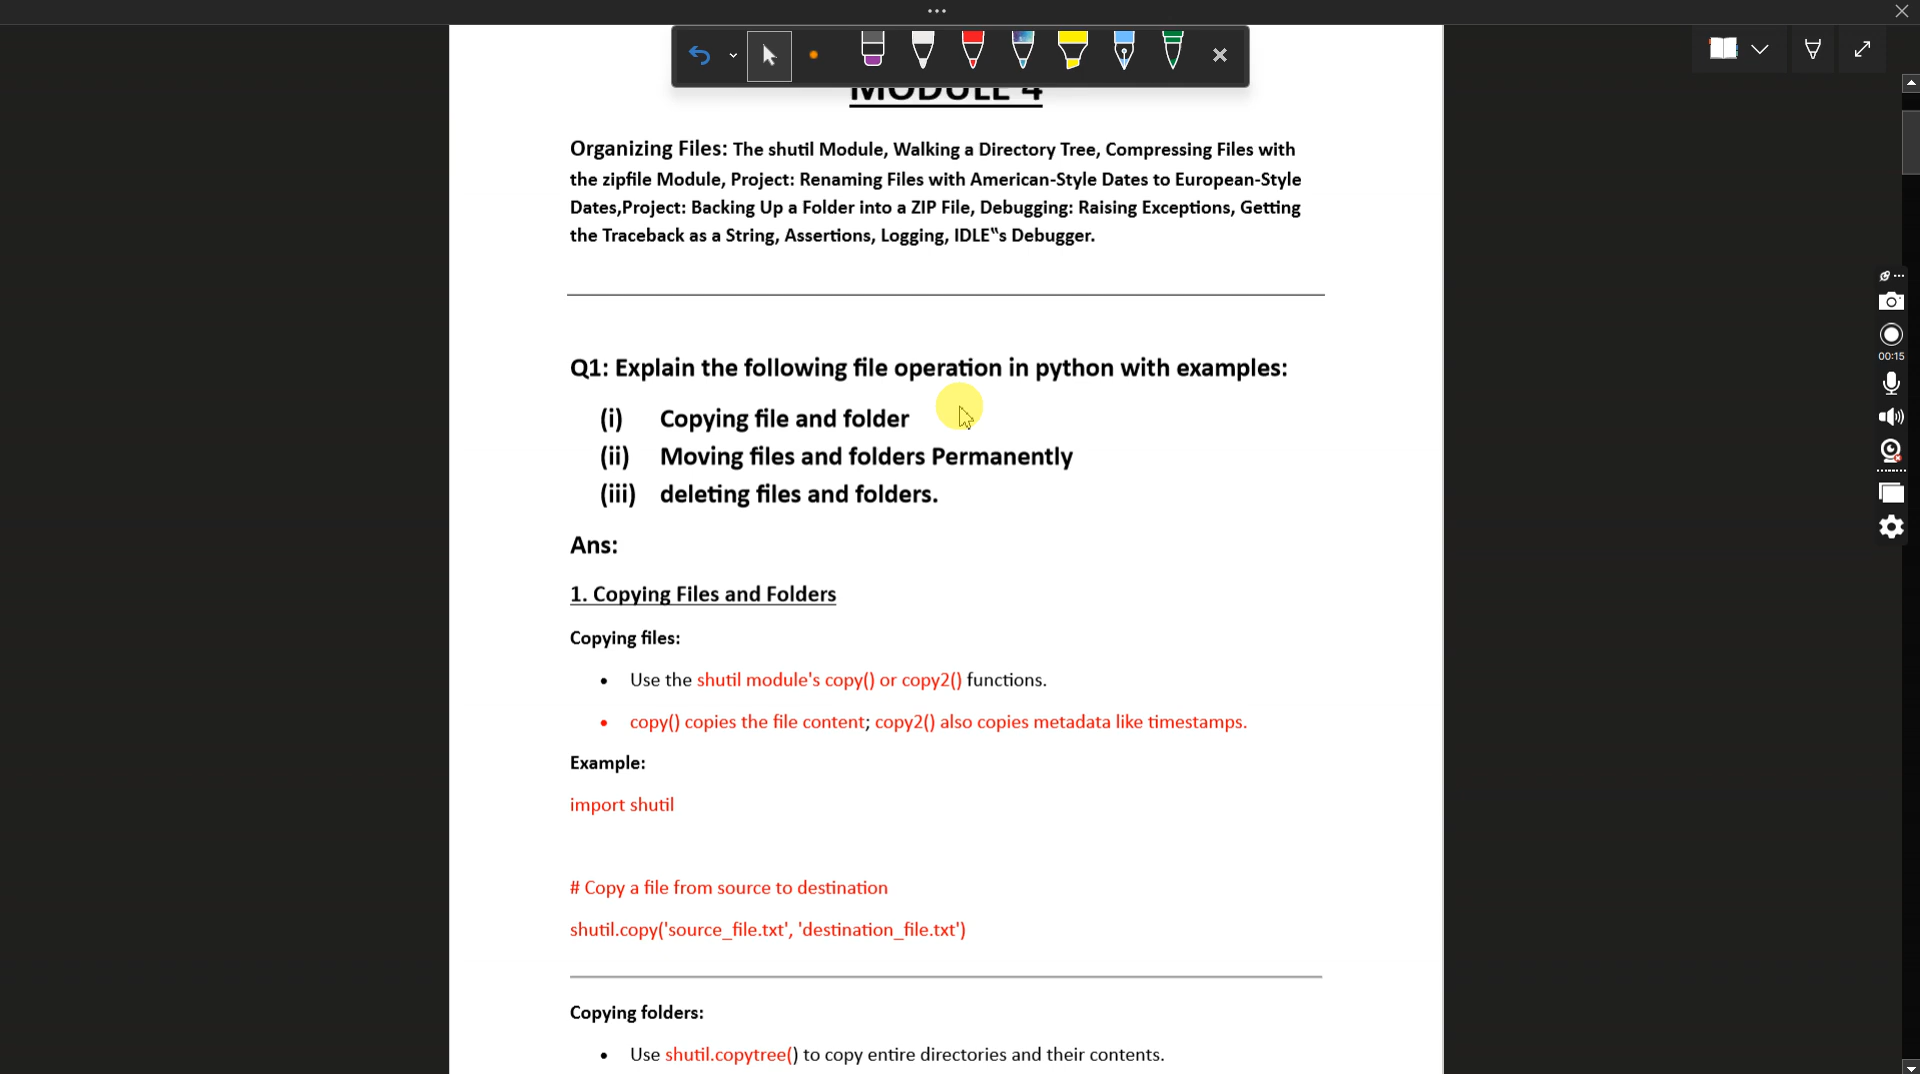 MODULE 4
Organizing Files: The shutil Module, Walking a Directory Tree, Compressing Files with
the zipfile Module, Project: Renaming Files with American-Style Dates to European-Style
Dates,Project: Backing Up a Folder into a ZIP File, Debugging: Raising Exceptions, Getting
the Traceback as a String, Assertions, Logging, IDLE‟s Debugger.
Q1: Explain the following file operation in python with examples:
(i) Copying file and folder
(ii) Moving files and folders Permanently
(iii) deleting files and folders.
Ans:
1. Copying Files and Folders
Copying files:
• Use the shutil module's copy() or copy2() functions.
• copy() copies the file content; copy2() also copies metadata like timestamps.
Example:
import shutil
# Copy a file from source to destination
shutil.copy('source_file.txt', 'destination_file.txt')
Copying folders:
• Use shutil.copytree() to copy entire directories and their contents.
00:15